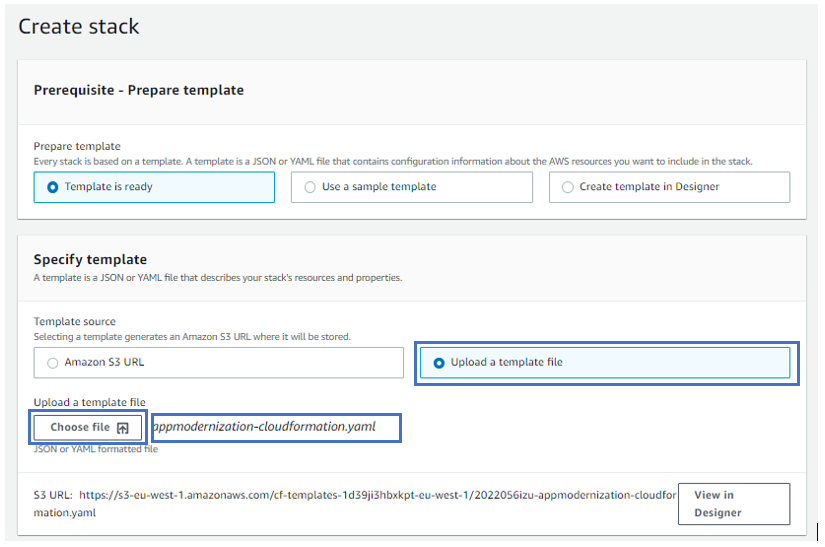 Create stack
Prerequisite - Prepare template
Prepare template
Every stack is based on a template. A template is a JSON or YAML file that contains configuration information about the AWS resources you want to include in the stack.
Template is ready
Use a sample template
Create template in Designer
Specify template
A template is a JSON or YAML file that describes your stack's resources and properties.
Template source
Selecting a template generates an Amazon S3 URL where it will be stored.
Amazon S3 URL
Upload a template file
Upload a template file
Choose file
appmodernization-cloudformation.yaml
JSON or YAML formatted file
S3 URL: https://s3-eu-west-1.amazonaws.com/cf-templates-1d39ji3hbxkpt-eu-west-1/2022056izu-appmodernization-cloudfor
mation.yaml
View in
Designer